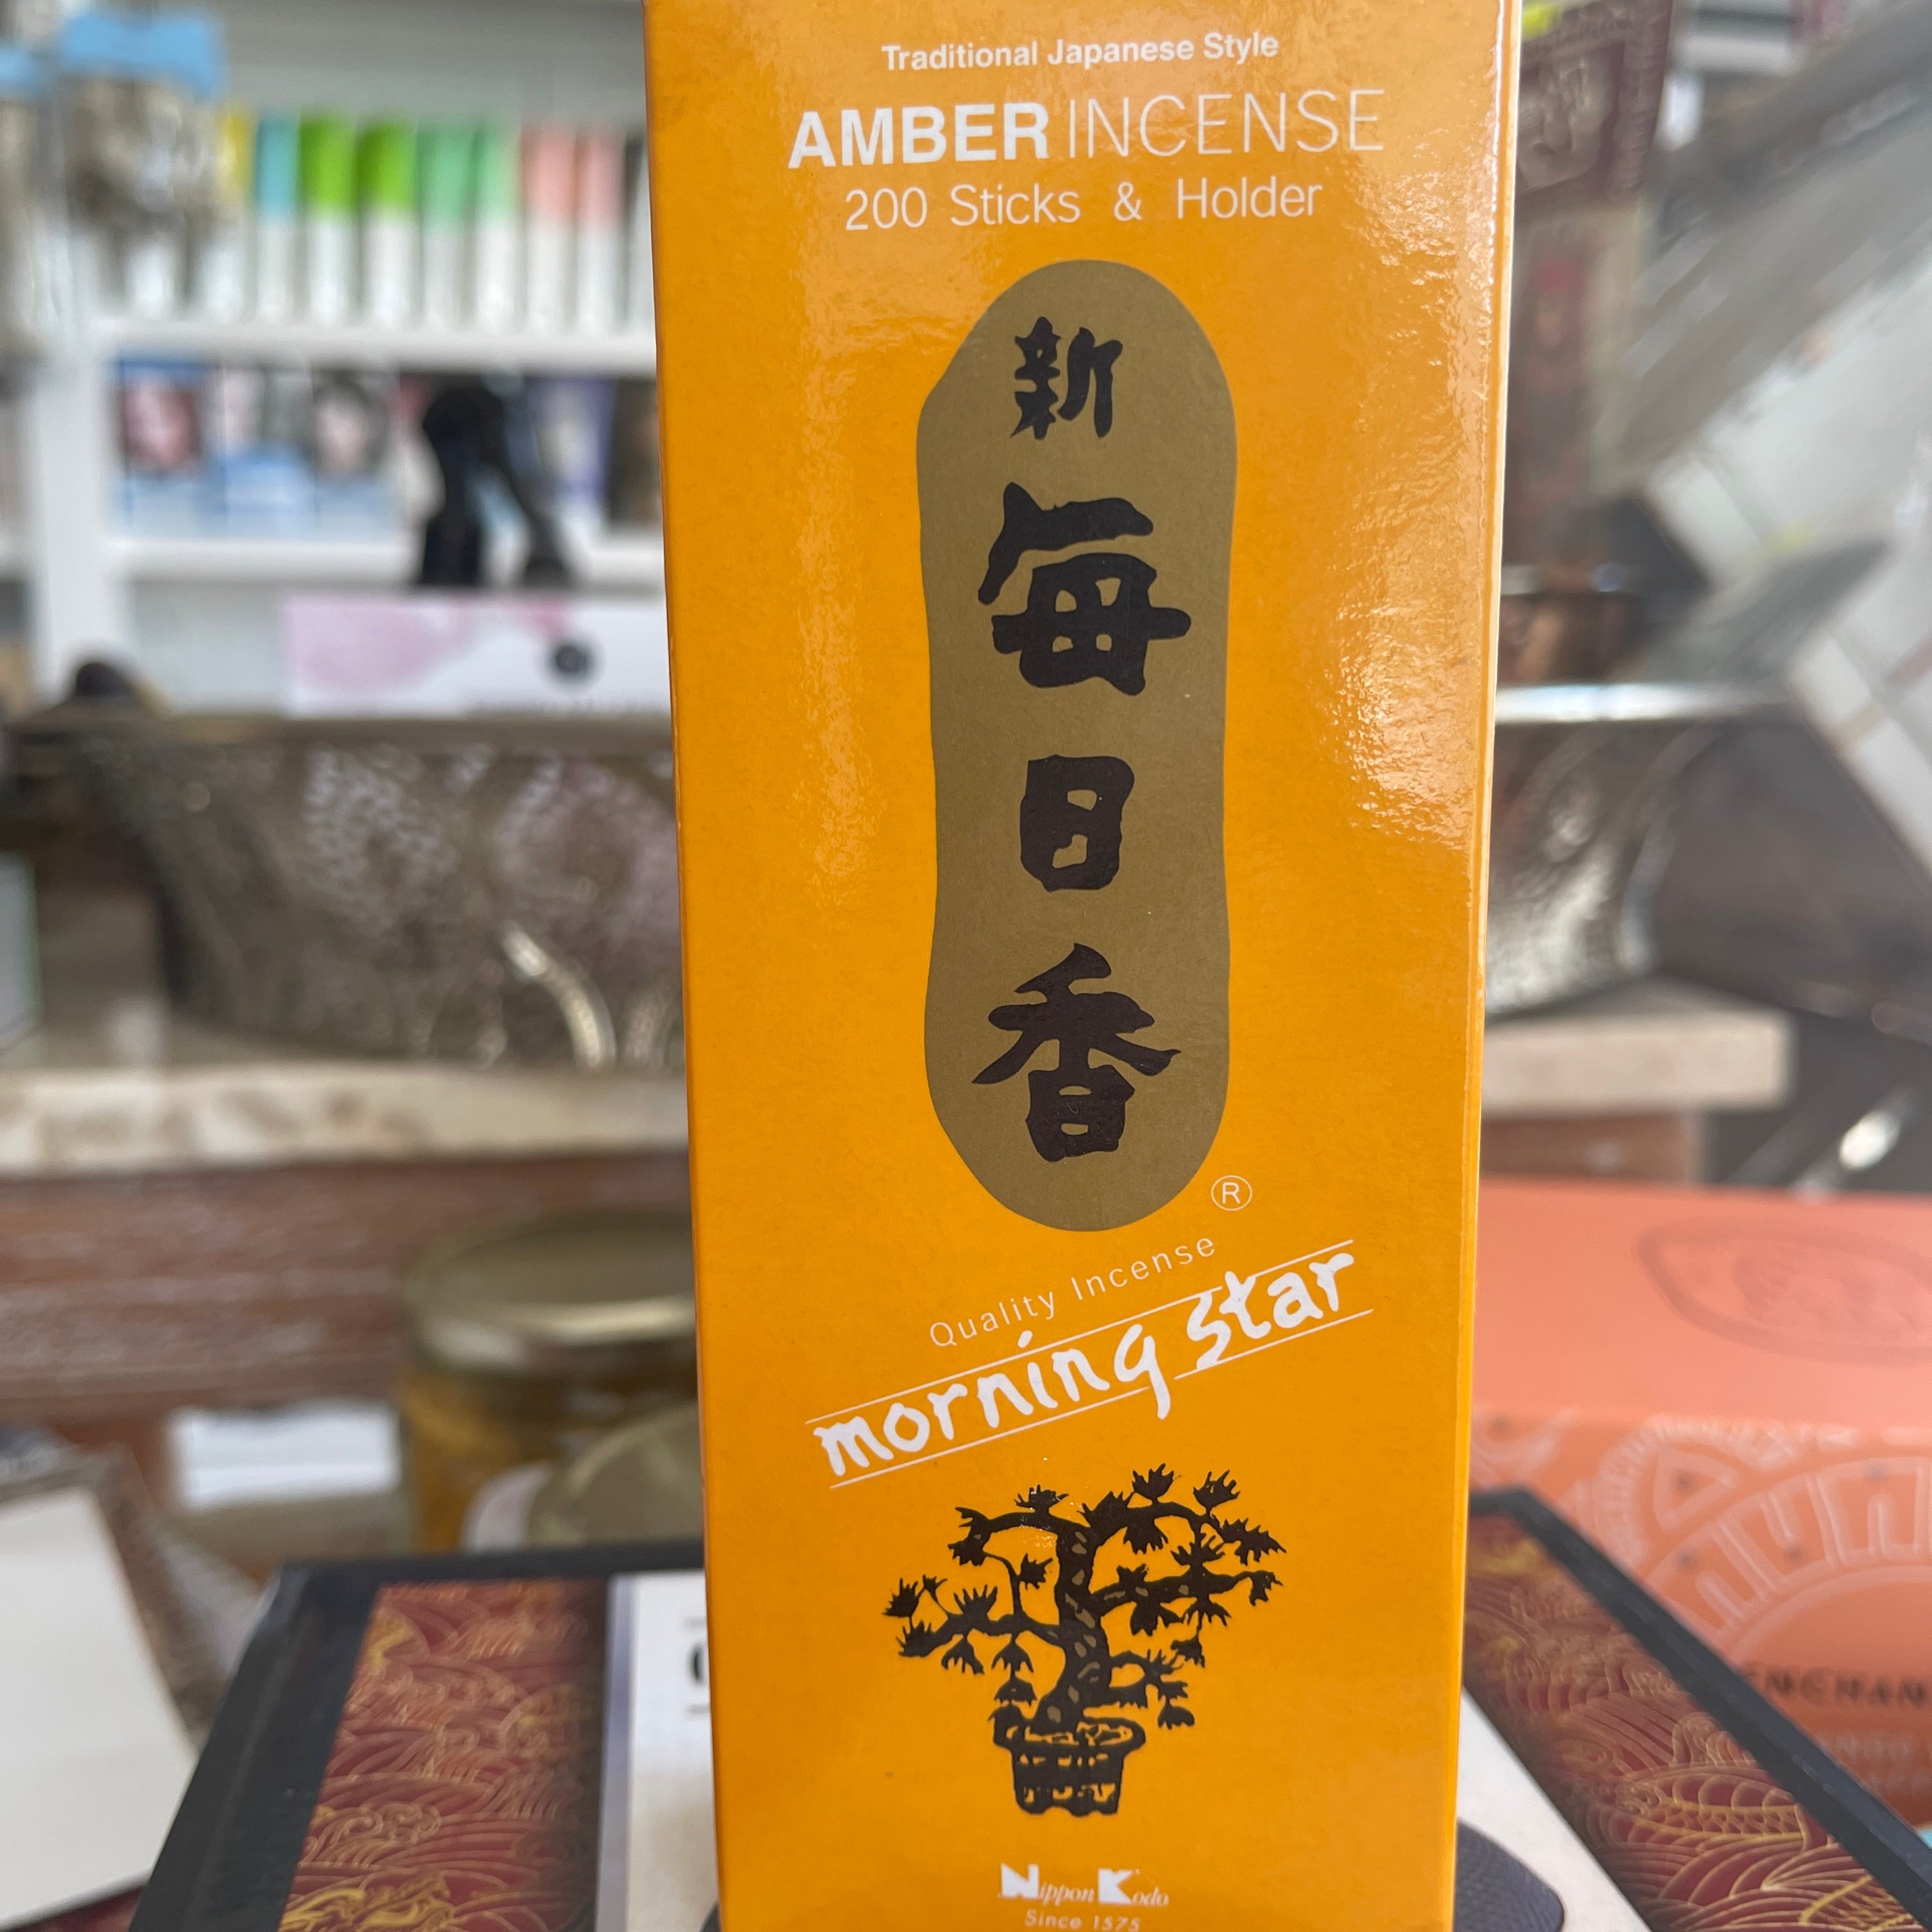 Traditional Japanese Style
AMBER INCENSE
200 Sticks & Holder
新
毎
日
香
®
Quality Incense
morning star
Nippon Kodo
Since 1575